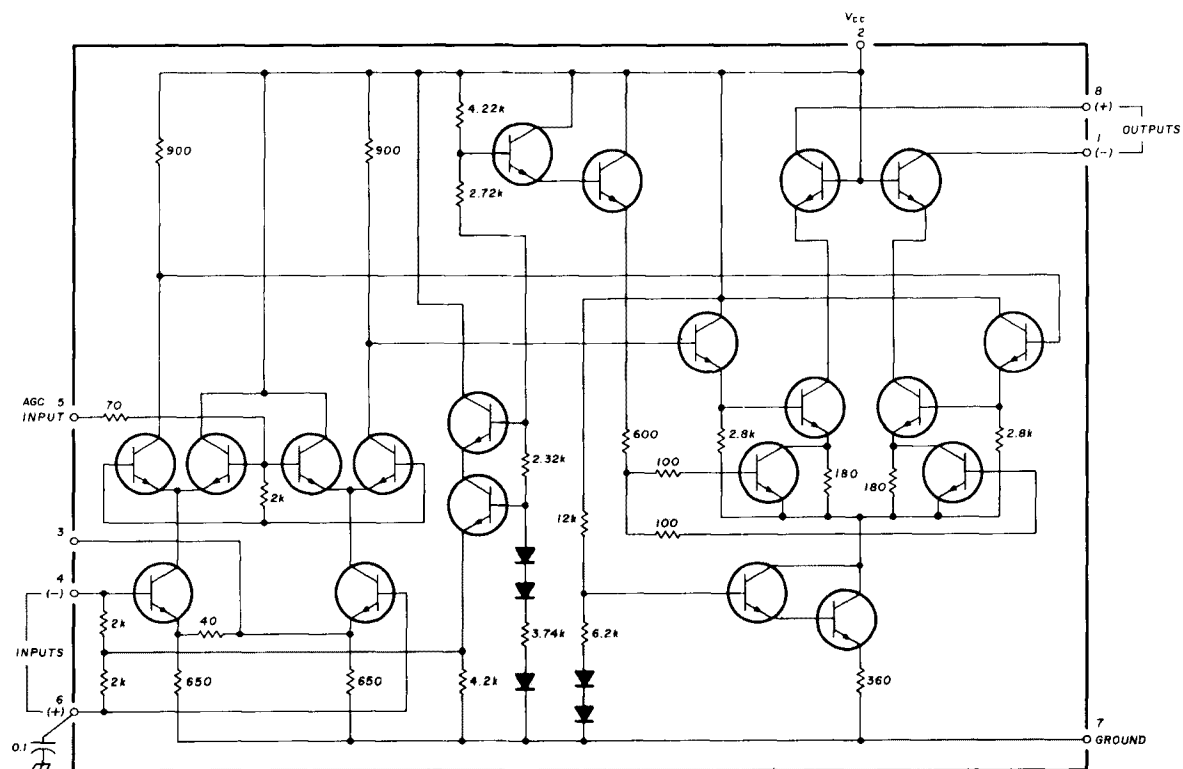 VCC
2
8
(+)
OUTPUTS
1
(-)
4.22k
900
900
2.72k
AGC INPUT
5
70
2.32k
600
2.8k
2.8k
100
180
180
2k
12k
100
3
4
(-)
40
2k
3.74k
6.2k
INPUTS
2k
650
650
4.2k
360
6
(+)
7
GROUND
0.1